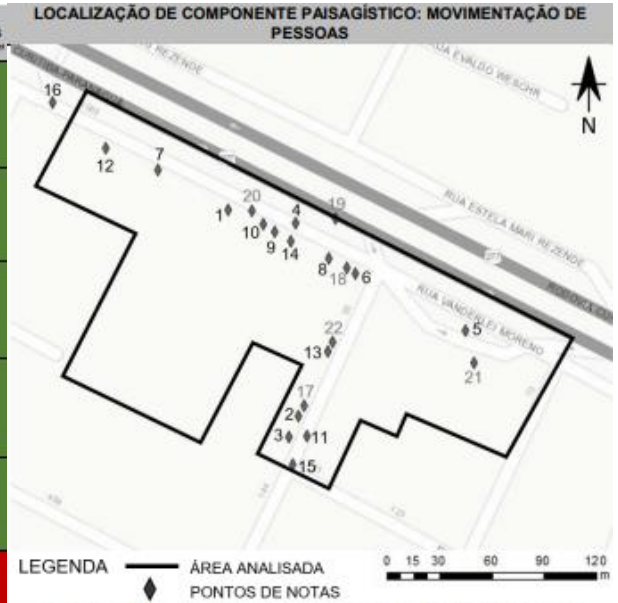 LOCALIZAÇÃO DE COMPONENTE PAISAGÍSTICO: MOVIMENTAÇÃO DE
PESSOAS
RUA EVALDO WESCHR
REZENDE
16
N
12
7
20
19
1
4
10
9
14
RUA ESTELA MARI REZENDE
8
18
6
RUA VANDERLEI MORENO
RODOVIA
5
22
13
21
17
2
3
11
15
LEGENDA
ÁREA ANALISADA
PONTOS DE NOTAS
0 15 30 60 90 120
m